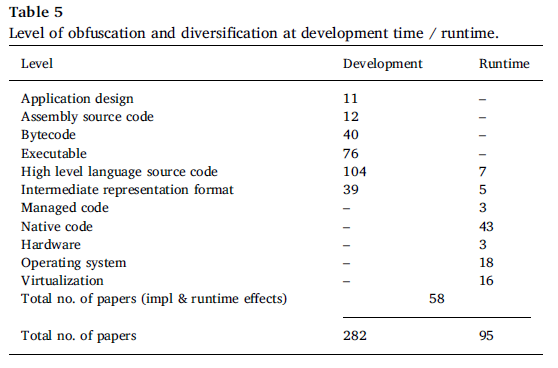 Table 5
Level of obfuscation and diversification at development time / runtime.
Level Development Runtime
Application design 11 –
Assembly source code 12 –
Bytecode 40 –
Executable 76 –
High level language source code 104 7
Intermediate representation format 39 5
Managed code – 3
Native code – 43
Hardware – 3
Operating system – 18
Virtualization – 16
Total no. of papers (impl & runtime effects) 58
Total no. of papers 282 95